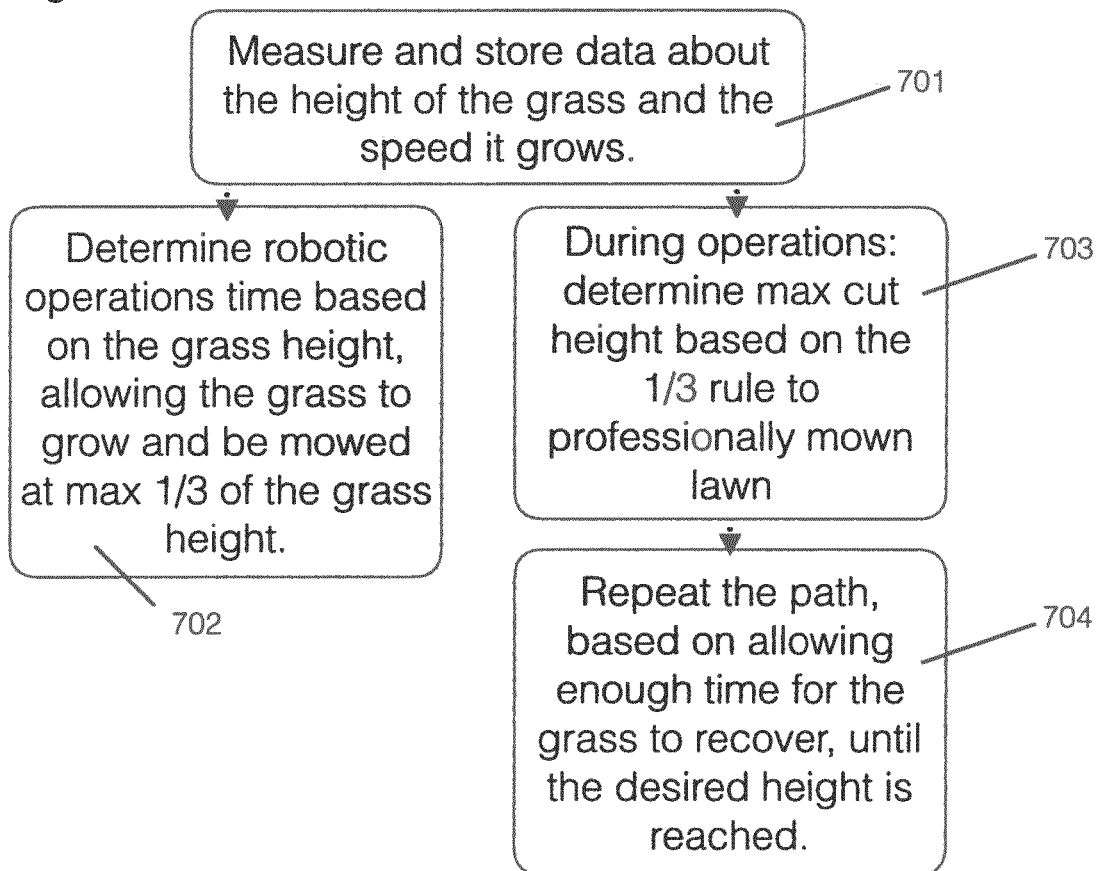 Measure and store data about
the height of the grass and the
speed it grows.
701
Determine robotic
operations time based
on the grass height,
allowing the grass to
grow and be mowed
at max 1/3 of the grass
height.
702
During operations:
determine max cut
height based on the
1/3 rule to
professionally mown
lawn
703
Repeat the path,
based on allowing
enough time for the
grass to recover, until
the desired height is
reached.
704